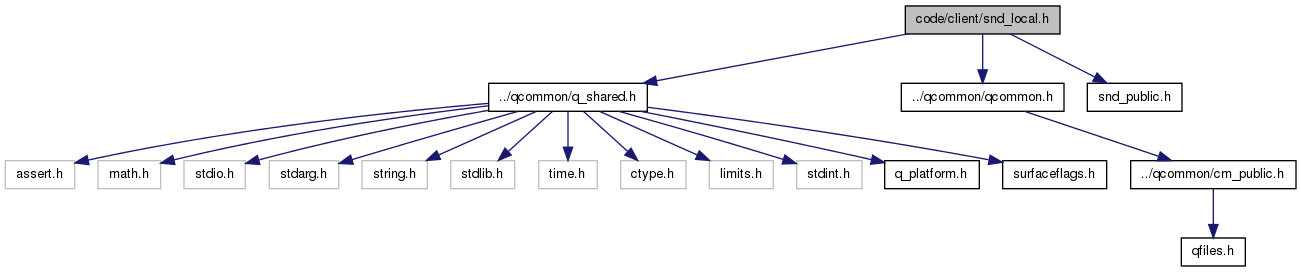 code/client/snd_local.h
../qcommon/q_shared.h
../qcommon/qcommon.h
snd_public.h
assert.h
math.h
stdio.h
stdarg.h
string.h
stdlib.h
time.h
ctype.h
limits.h
stdint.h
q_platform.h
surfaceflags.h
../qcommon/cm_public.h
qfiles.h